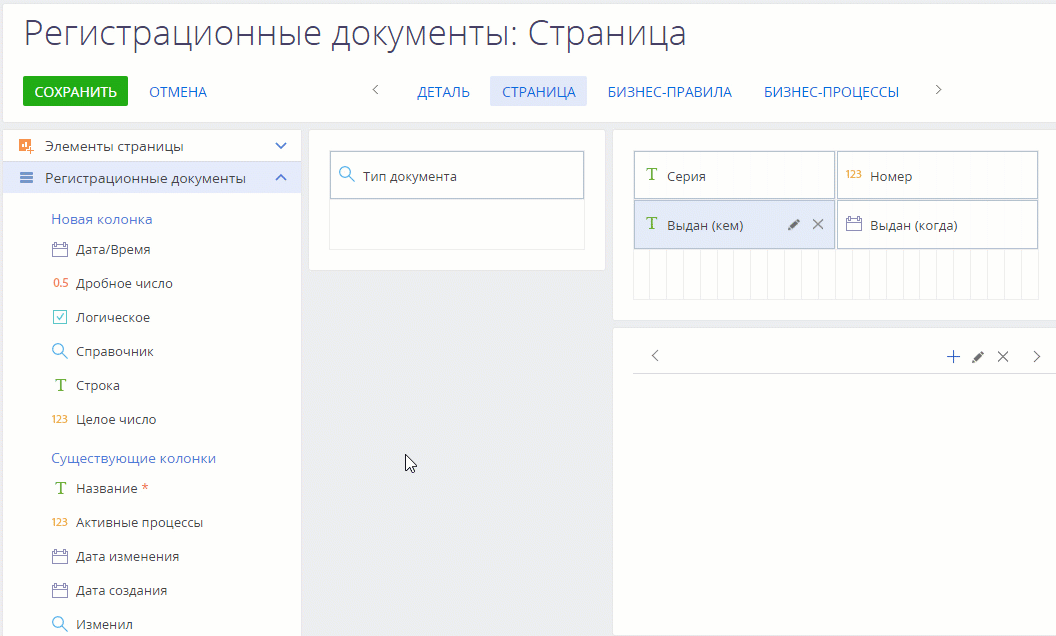 Регистрационные документы: Страница
СОХРАНИТЬ ОТМЕНА ДЕТАЛЬ СТРАНИЦА БИЗНЕС-ПРАВИЛА БИЗНЕС-ПРОЦЕССЫ
Элементы страницы
Регистрационные документы
Новая колонка
Дата/Время
0.5 Дробное число
Логическое
Справочник
T Строка
123 Целое число
Существующие колонки
T Название *
123 Активные процессы
Дата изменения
Дата создания
Изменил
Тип документа
T Серия
123 Номер
T Выдан (кем)
Выдан (когда)